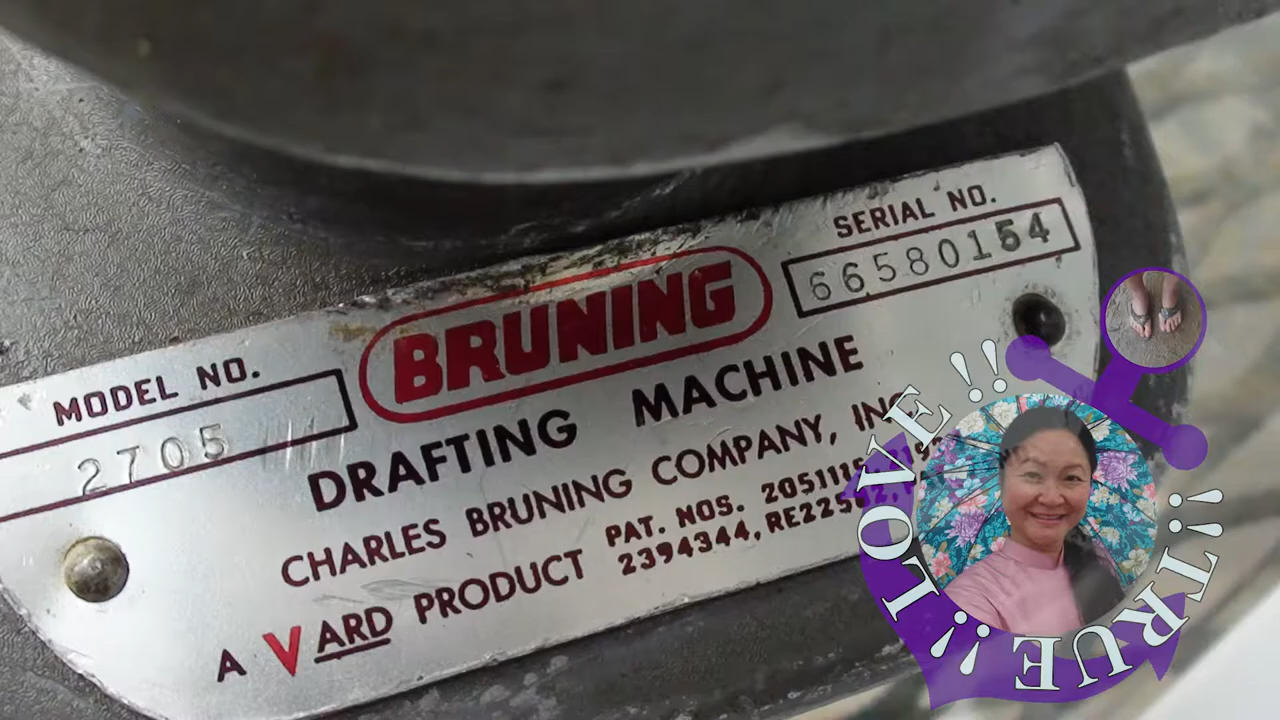 MODEL NO.
2705
BRUNING
SERIAL NO.
66580154
DRAFTING MACHINE
CHARLES BRUNING COMPANY, INC.
PAT. NOS. 2051118,
2394344, RE225
A VARD PRODUCT
LOVE !!
!! TRUE !!